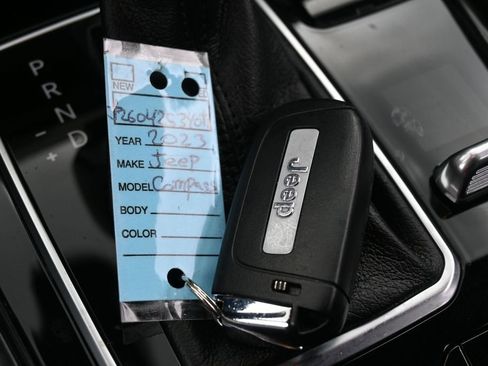 P
R
N
D
-
+
NEW
YEAR 2023
MAKE Jeep
MODEL Compass
BODY
COLOR
Jeep